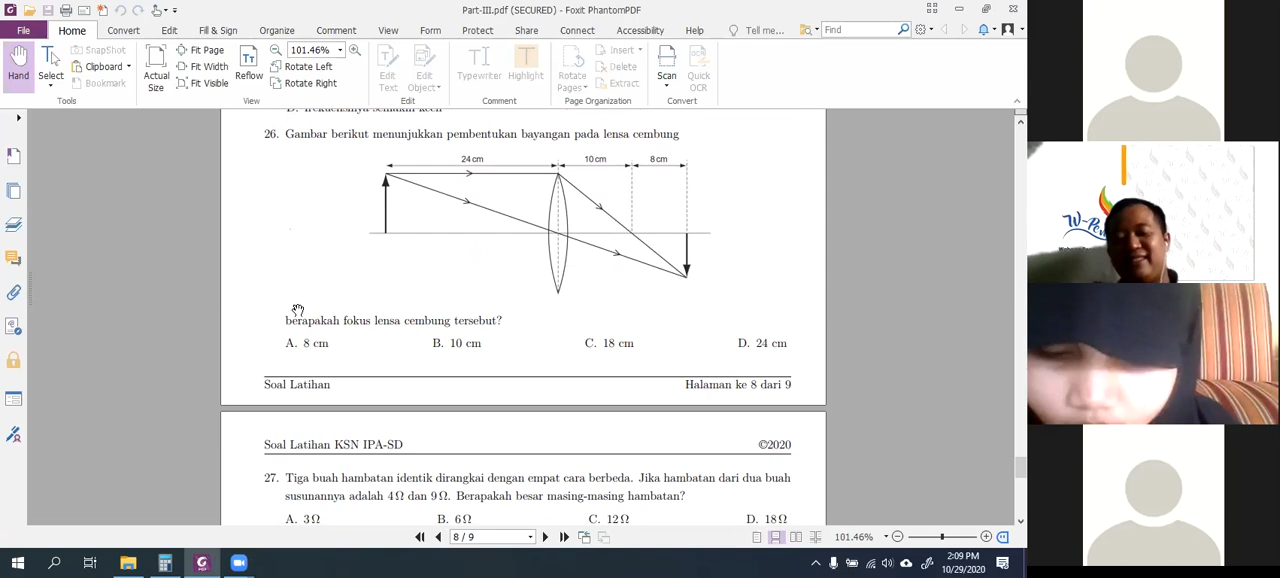 Part-III.pdf (SECURED) - Foxit PhantomPDF
File Home Convert Edit Fill & Sign Organize Comment View Form Protect Share Connect Accessibility Help Tell me... Find
Hand
Select
SnapShot
Clipboard
Bookmark
Tools
Actual Size
Fit Page
Fit Width
Fit Visible
Reflow
101.46%
Rotate Left
Rotate Right
View
Edit Text
Edit Object
Edit
Typewriter
Highlight
Comment
Rotate Pages
Insert
Delete
Extract
Page Organization
Scan
Quick OCR
Convert
26. Gambar berikut menunjukkan pembentukan bayangan pada lensa cembung
24 cm 10 cm 8 cm
berapakah fokus lensa cembung tersebut?
A. 8 cm B. 10 cm C. 18 cm D. 24 cm
Soal Latihan Halaman ke 8 dari 9
Soal Latihan KSN IPA-SD ©2020
27. Tiga buah hambatan identik dirangkai dengan empat cara berbeda. Jika hambatan dari dua buah
susunannya adalah 4 Ω dan 9 Ω. Berapakah besar masing-masing hambatan?
A. 3 Ω B. 6 Ω C. 12 Ω D. 18 Ω
8 / 9 101.46%
2:09 PM
10/29/2020